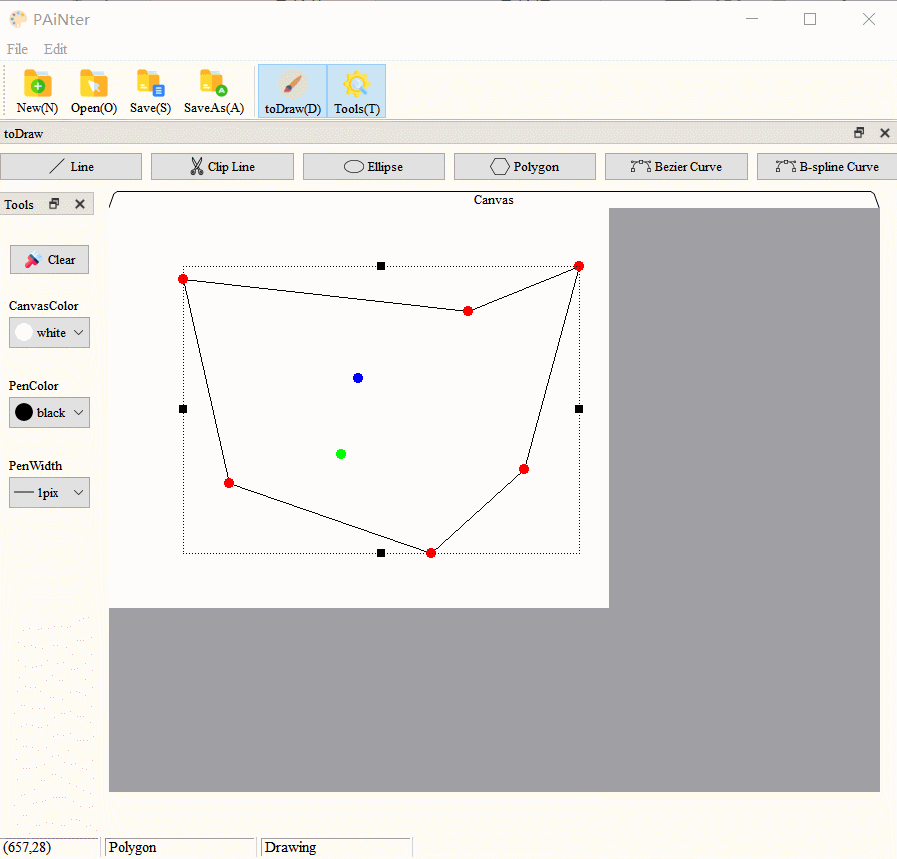 PAiNter
File Edit
New(N) Open(O) Save(S) SaveAs(A) toDraw(D) Tools(T)
toDraw
Line Clip Line Ellipse Polygon Bezier Curve B-spline Curve
Tools
Canvas
Clear
CanvasColor
white
PenColor
black
PenWidth
1pix
(657,28) Polygon Drawing